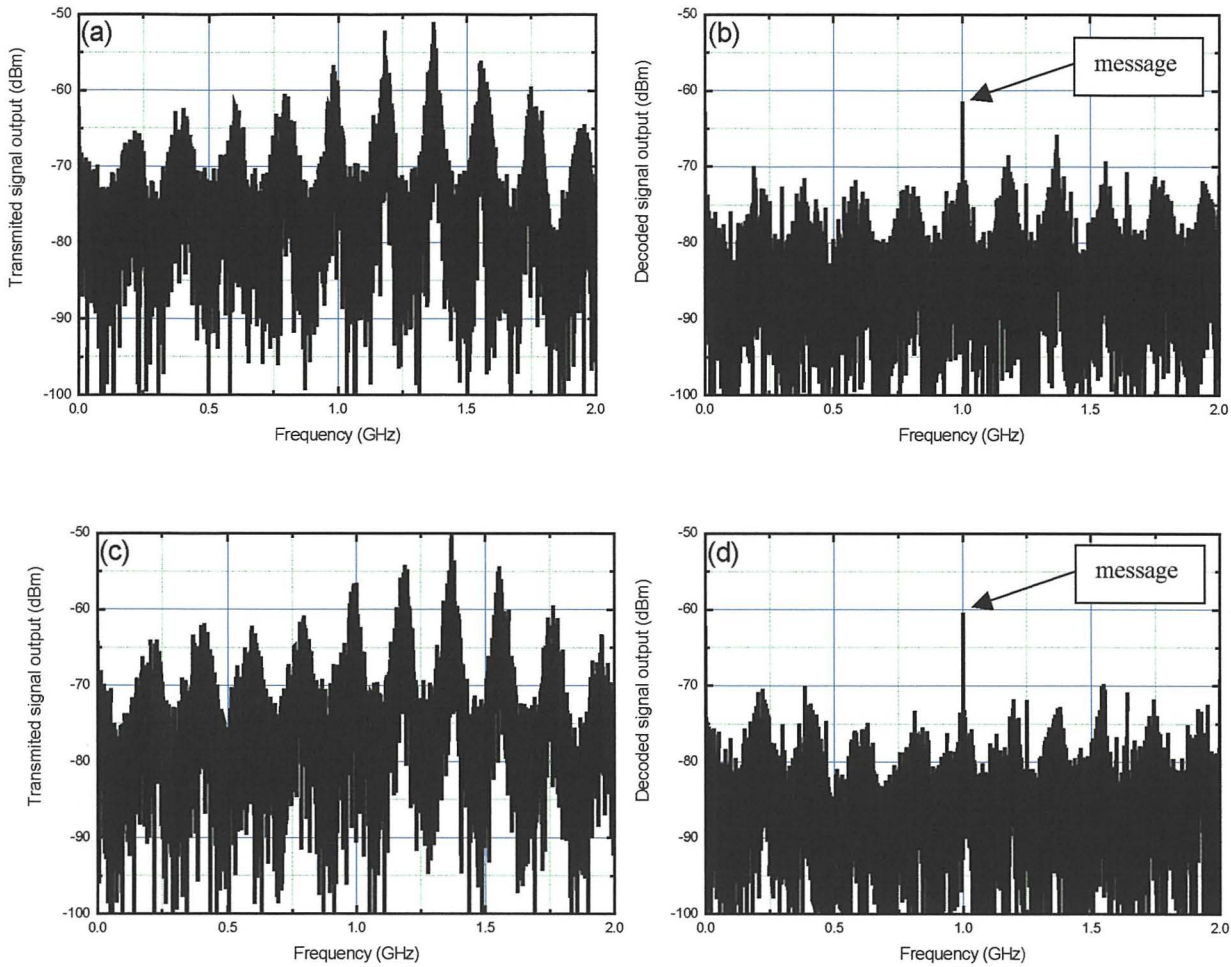 (a)
Transmited signal output (dBm)
-50
-60
-70
-80
-90
-100
0.0 0.5 1.0 1.5 2.0
Frequency (GHz)
(b)
message
Decoded signal output (dBm)
-50
-60
-70
-80
-90
-100
0.0 0.5 1.0 1.5 2.0
Frequency (GHz)
(c)
Transmited signal output (dBm)
-50
-60
-70
-80
-90
-100
0.0 0.5 1.0 1.5 2.0
Frequency (GHz)
(d)
message
Decoded signal output (dBm)
-50
-60
-70
-80
-90
-100
0.0 0.5 1.0 1.5 2.0
Frequency (GHz)